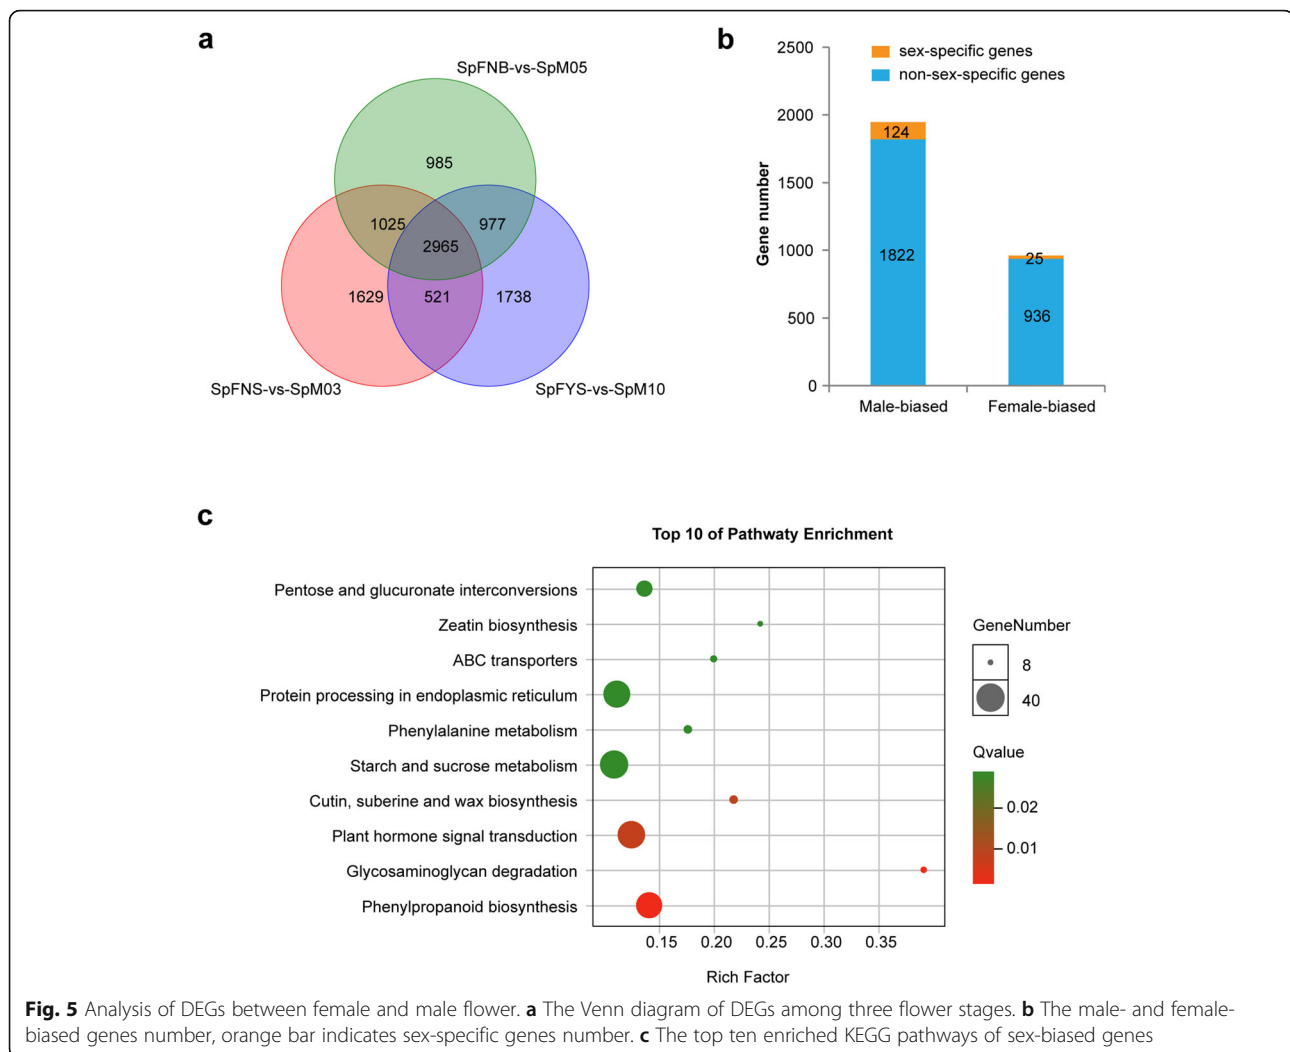 a
SpFNB-vs-SpM05
985
1025
977
2965
1629
521
1738
SpFNS-vs-SpM03
SpFYS-vs-SpM10
b
sex-specific genes
non-sex-specific genes
Gene number
2500
2000
1500
1000
500
0
124
1822
25
936
Male-biased
Female-biased
c
Top 10 of Pathwaty Enrichment
Pentose and glucuronate interconversions
Zeatin biosynthesis
ABC transporters
Protein processing in endoplasmic reticulum
Phenylalanine metabolism
Starch and sucrose metabolism
Cutin, suberine and wax biosynthesis
Plant hormone signal transduction
Glycosaminoglycan degradation
Phenylpropanoid biosynthesis
0.15 0.20 0.25 0.30 0.35
Rich Factor
GeneNumber
8
40
Qvalue
0.02
0.01
Fig. 5 Analysis of DEGs between female and male flower. a The Venn diagram of DEGs among three flower stages. b The male- and female-
biased genes number, orange bar indicates sex-specific genes number. c The top ten enriched KEGG pathways of sex-biased genes